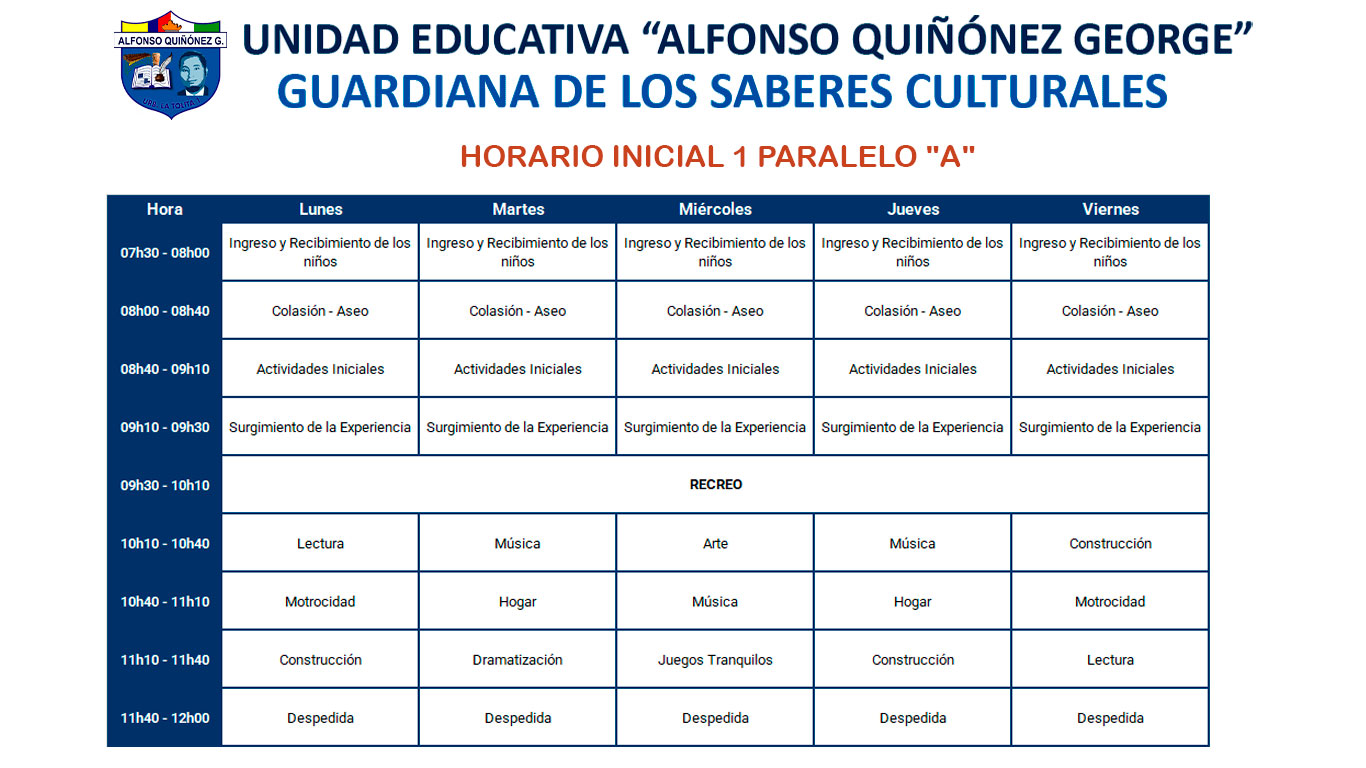 ALFONSO QUIÑÓNEZ G.
URB. LA TOLITA 1
UNIDAD EDUCATIVA “ALFONSO QUIÑÓNEZ GEORGE”
GUARDIANA DE LOS SABERES CULTURALES
HORARIO INICIAL 1 PARALELO "A"
Hora Lunes Martes Miércoles Jueves Viernes
07h30 - 08h00 Ingreso y Recibimiento de los niños Ingreso y Recibimiento de los niños Ingreso y Recibimiento de los niños Ingreso y Recibimiento de los niños Ingreso y Recibimiento de los niños
08h00 - 08h40 Colasión - Aseo Colasión - Aseo Colasión - Aseo Colasión - Aseo Colasión - Aseo
08h40 - 09h10 Actividades Iniciales Actividades Iniciales Actividades Iniciales Actividades Iniciales Actividades Iniciales
09h10 - 09h30 Surgimiento de la Experiencia Surgimiento de la Experiencia Surgimiento de la Experiencia Surgimiento de la Experiencia Surgimiento de la Experiencia
09h30 - 10h10 RECREO
10h10 - 10h40 Lectura Música Arte Música Construcción
10h40 - 11h10 Motrocidad Hogar Música Hogar Motrocidad
11h10 - 11h40 Construcción Dramatización Juegos Tranquilos Construcción Lectura
11h40 - 12h00 Despedida Despedida Despedida Despedida Despedida